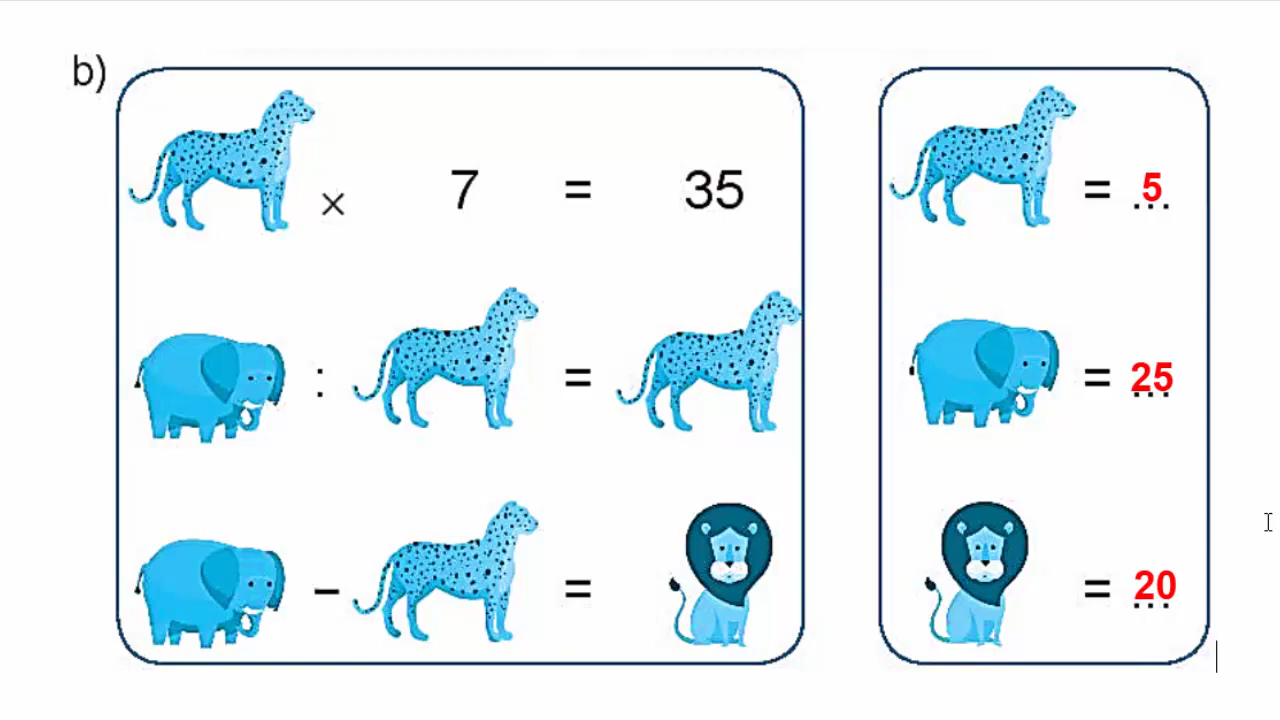 b)
× 7 = 35
= 5
: =
= 25
− =
= 20